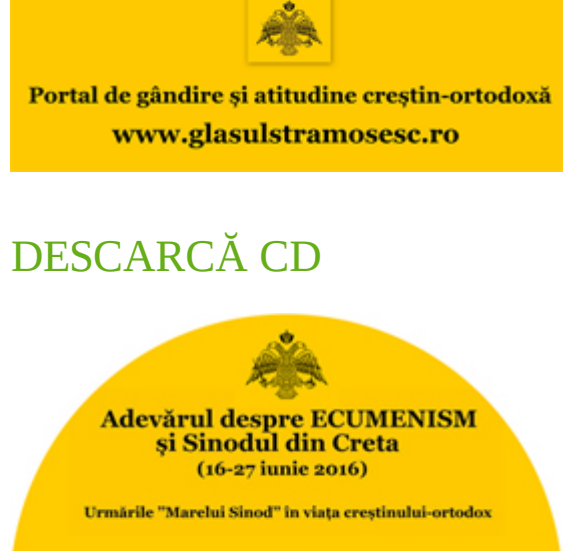 Portal de gândire și atitudine creștin-ortodoxă
www.glasulstramosesc.ro
DESCARCĂ CD
Adevărul despre ECUMENISM
și Sinodul din Creta
(16-27 iunie 2016)
Urmările "Marelui Sinod" în viața creștinului-ortodox